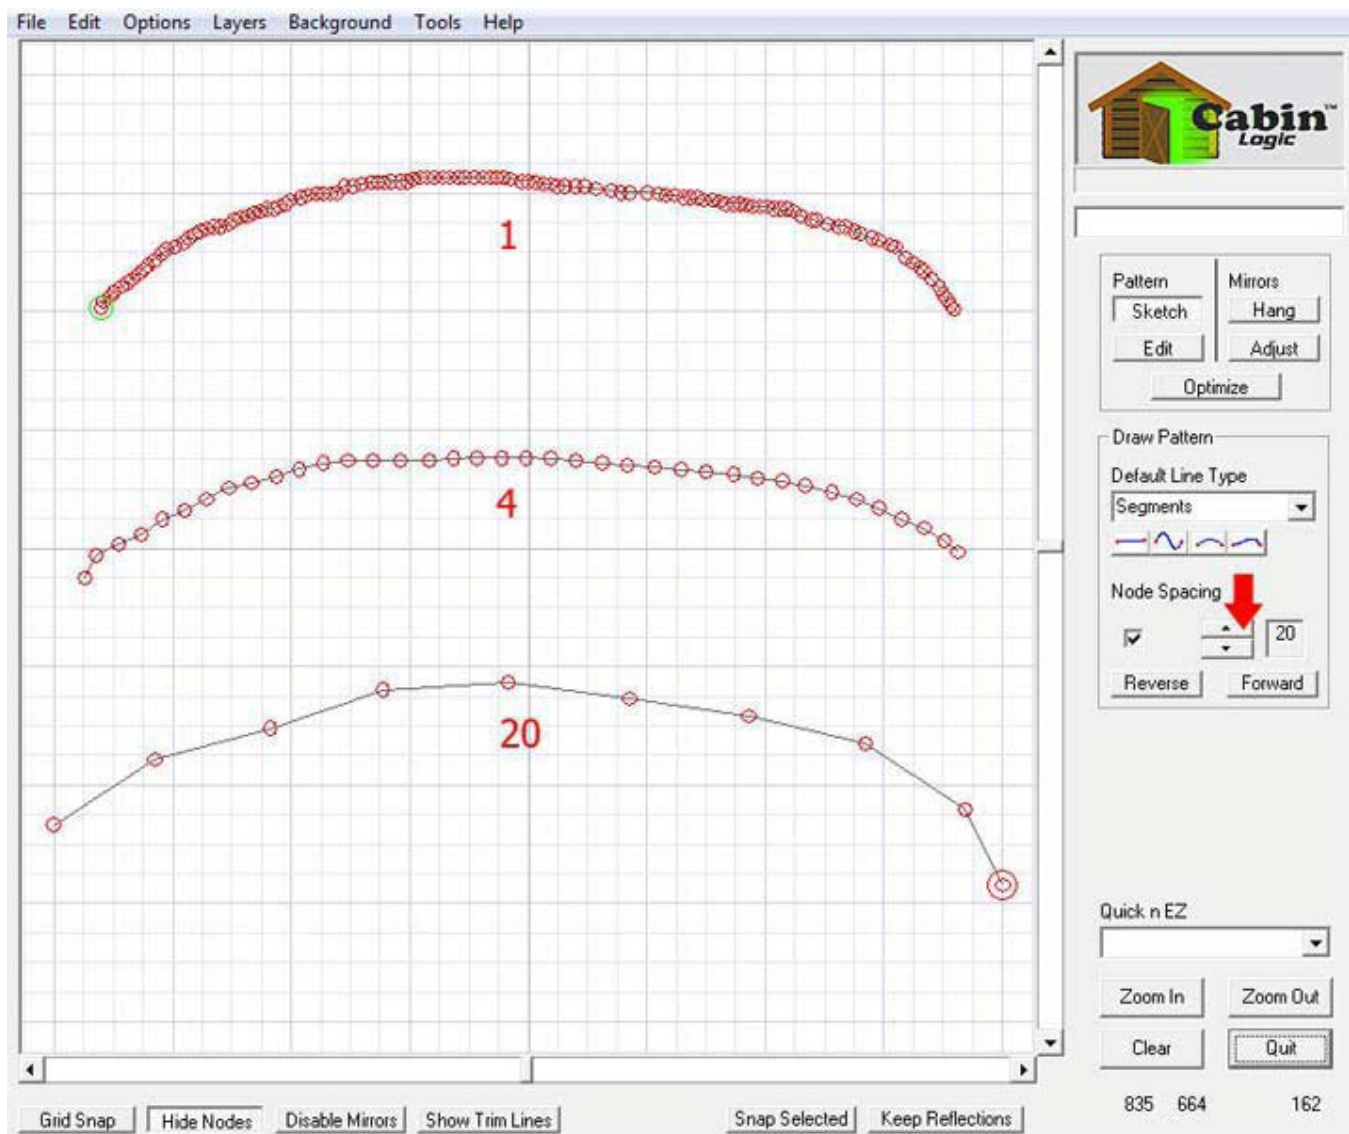 File Edit Options Layers Background Tools Help
Cabin™
Logic
1
4
20
Pattern Mirrors
Sketch Hang
Edit Adjust
Optimize
Draw Pattern
Default Line Type
Segments
Node Spacing
20
Reverse Forward
Quick n EZ
Zoom In Zoom Out
Clear Quit
835 664 162
Grid Snap Hide Nodes Disable Mirrors Show Trim Lines Snap Selected Keep Reflections